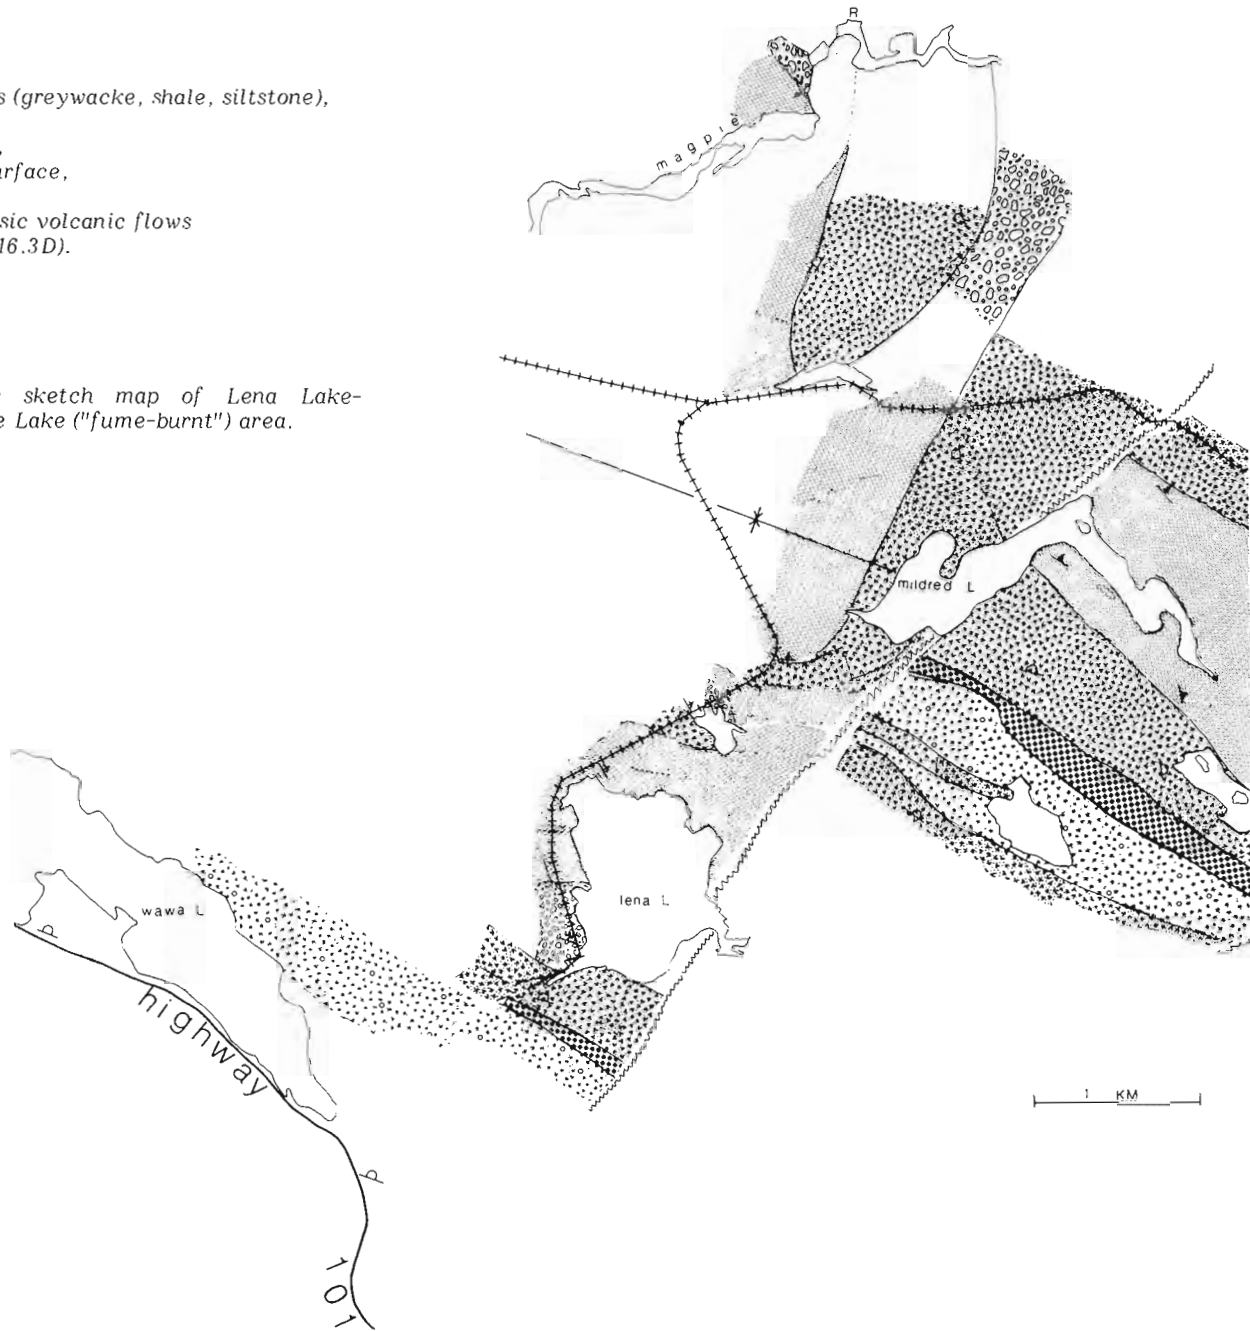 s (greywacke, shale, siltstone),
rface,
sic volcanic flows
16.3D).
sketch map of Lena Lake-
e Lake ("fume-burnt") area.
R
magpie
mildred L
lena L
wawa L
highway
101
1 KM